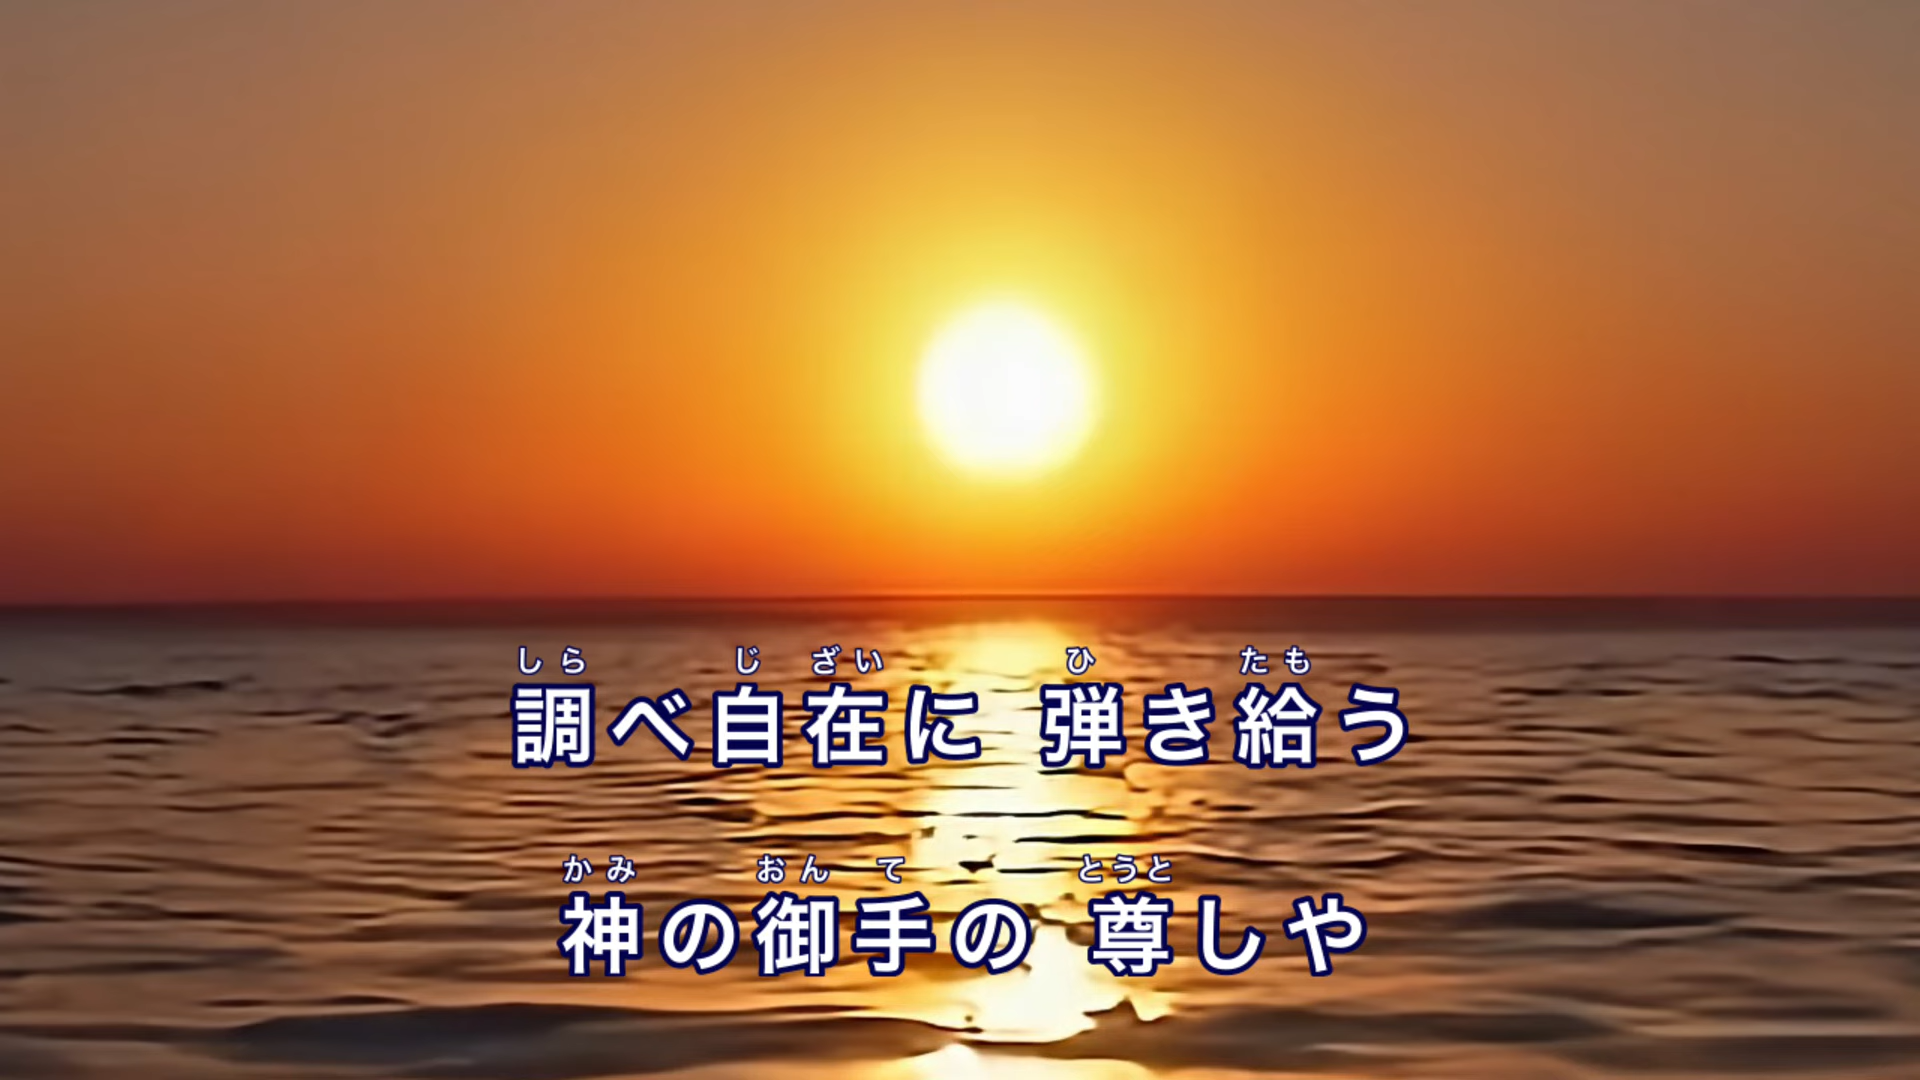 しら じ ざい ひ たも
調べ自在に 弾き給う
かみ おん て とうと
神の御手の 尊しや